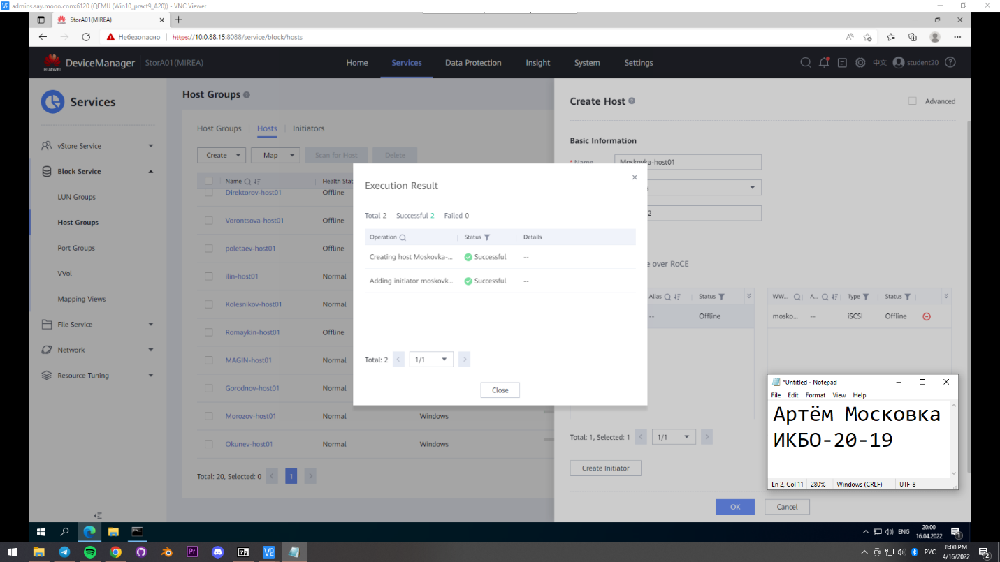 admins.say.mooo.com:6120 (QEMU (Win10_pract9_A20)) - VNC Viewer
StorA01(MIREA)
Небезопасно
https://10.0.88.15:8088/service/block/hosts
HUAWEI
DeviceManager
StorA01(MIREA)
Home
Services
Data Protection
Insight
System
Settings
中文
student20
Services
vStore Service
Block Service
LUN Groups
Host Groups
Port Groups
VVol
Mapping Views
File Service
Network
Resource Tuning
Host Groups
Host Groups
Hosts
Initiators
Create
Map
Scan for Host
Delete
Name
Health Stat
Direktorov-host01
Offline
Vorontsova-host01
Offline
poletaev-host01
Offline
ilin-host01
Normal
Kolesnikov-host01
Normal
Romaykin-host01
Offline
MAGIN-host01
Normal
Gorodnov-host01
Normal
Morozov-host01
Normal
Windows
Okunev-host01
Normal
Windows
Total: 20, Selected: 0
1
Create Host
Advanced
Basic Information
* Name
Moskovka-host01
s
2
e over RoCE
Alias
Status
--
Offline
WW...
A...
Type
Status
mosko...
--
iSCSI
Offline
Total: 1, Selected: 1
1/1
Create Initiator
OK
Cancel
Execution Result
Total 2
Successful 2
Failed 0
Operation
Status
Details
Creating host Moskovka-...
Successful
--
Adding initiator moskovk...
Successful
--
Total: 2
1/1
Close
*Untitled - Notepad
File Edit Format View Help
Артём Московка
ИКБО-20-19
Ln 2, Col 11
280%
Windows (CRLF)
UTF-8
ENG
20:00
16.04.2022
1
Pr
7z
VE
РУС
8:00 PM
4/16/2022
2